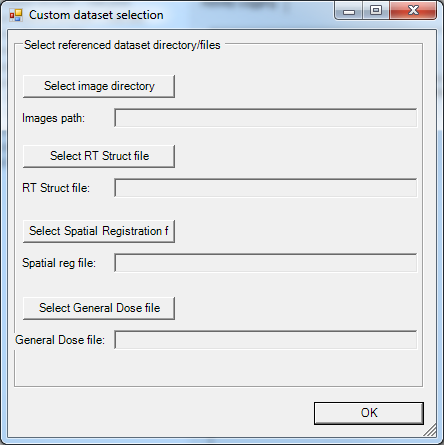 Custom dataset selection
Select referenced dataset directory/files
Select image directory
Images path:
Select RT Struct file
RT Struct file:
Select Spatial Registration f
Spatial reg file:
Select General Dose file
General Dose file:
OK